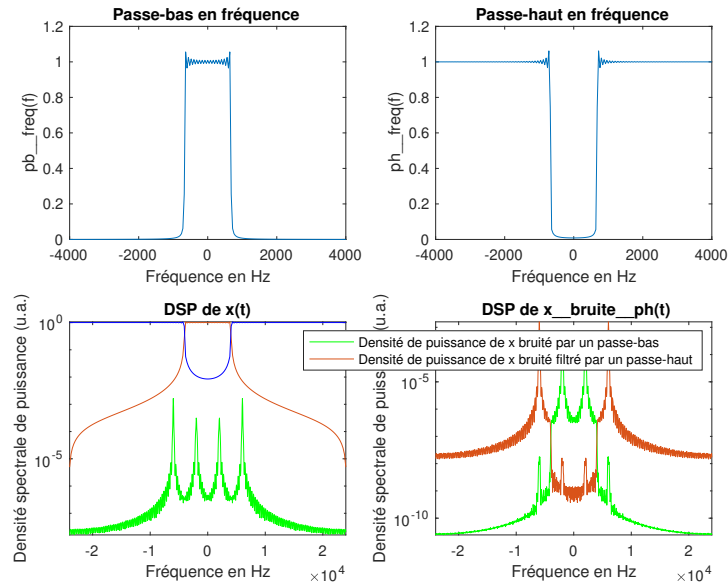 Passe-bas en fréquence
1.2
1
0.8
0.6
0.4
0.2
0
pb__freq(f)
-4000 -2000 0 2000 4000
Fréquence en Hz
Passe-haut en fréquence
1.2
1
0.8
0.6
0.4
0.2
0
ph__freq(f)
-4000 -2000 0 2000 4000
Fréquence en Hz
DSP de x(t)
10^0
10^-5
Densité spectrale de puissance (u.a.)
-2 -1 0 1 2
Fréquence en Hz
×10^4
DSP de x__bruite__ph(t)
Densité de puissance de x bruité par un passe-bas
Densité de puissance de x bruité filtré par un passe-haut
10^-5
10^-10
Densité spectrale de puissance (u.a.)
-2 -1 0 1 2
Fréquence en Hz
×10^4